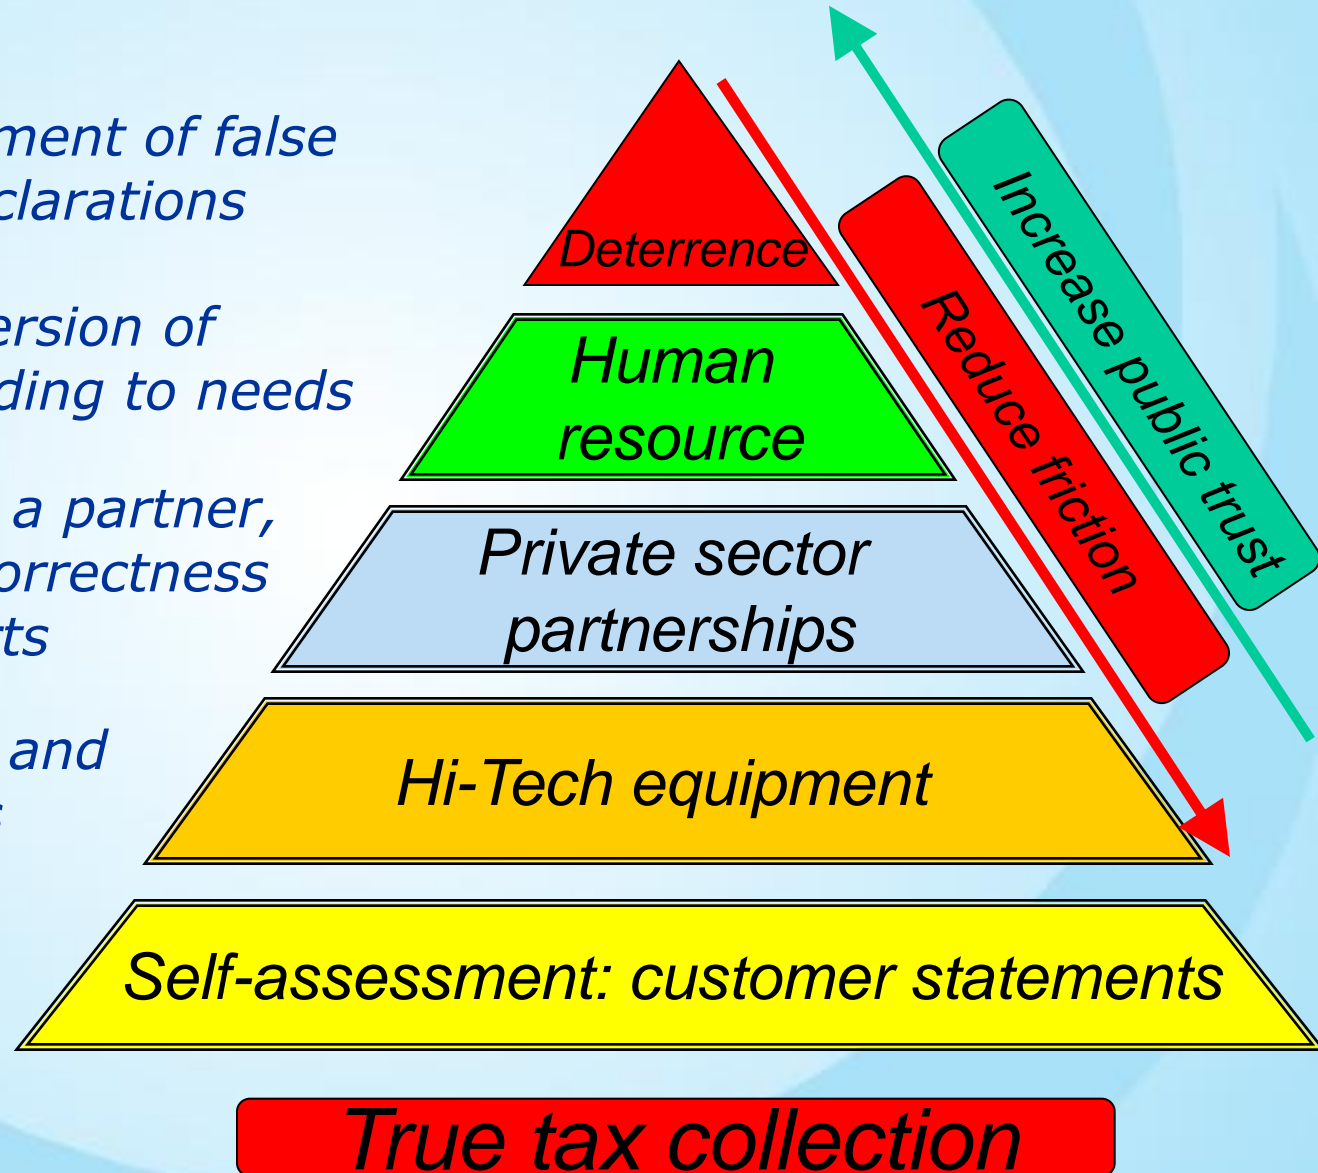 ment of false
clarations
ersion of
ding to needs
a partner,
orrectness
rts
and
Deterrence
Human
resource
Private sector
partnerships
Hi-Tech equipment
Self-assessment: customer statements
Reduce friction
Increase public trust
True tax collection